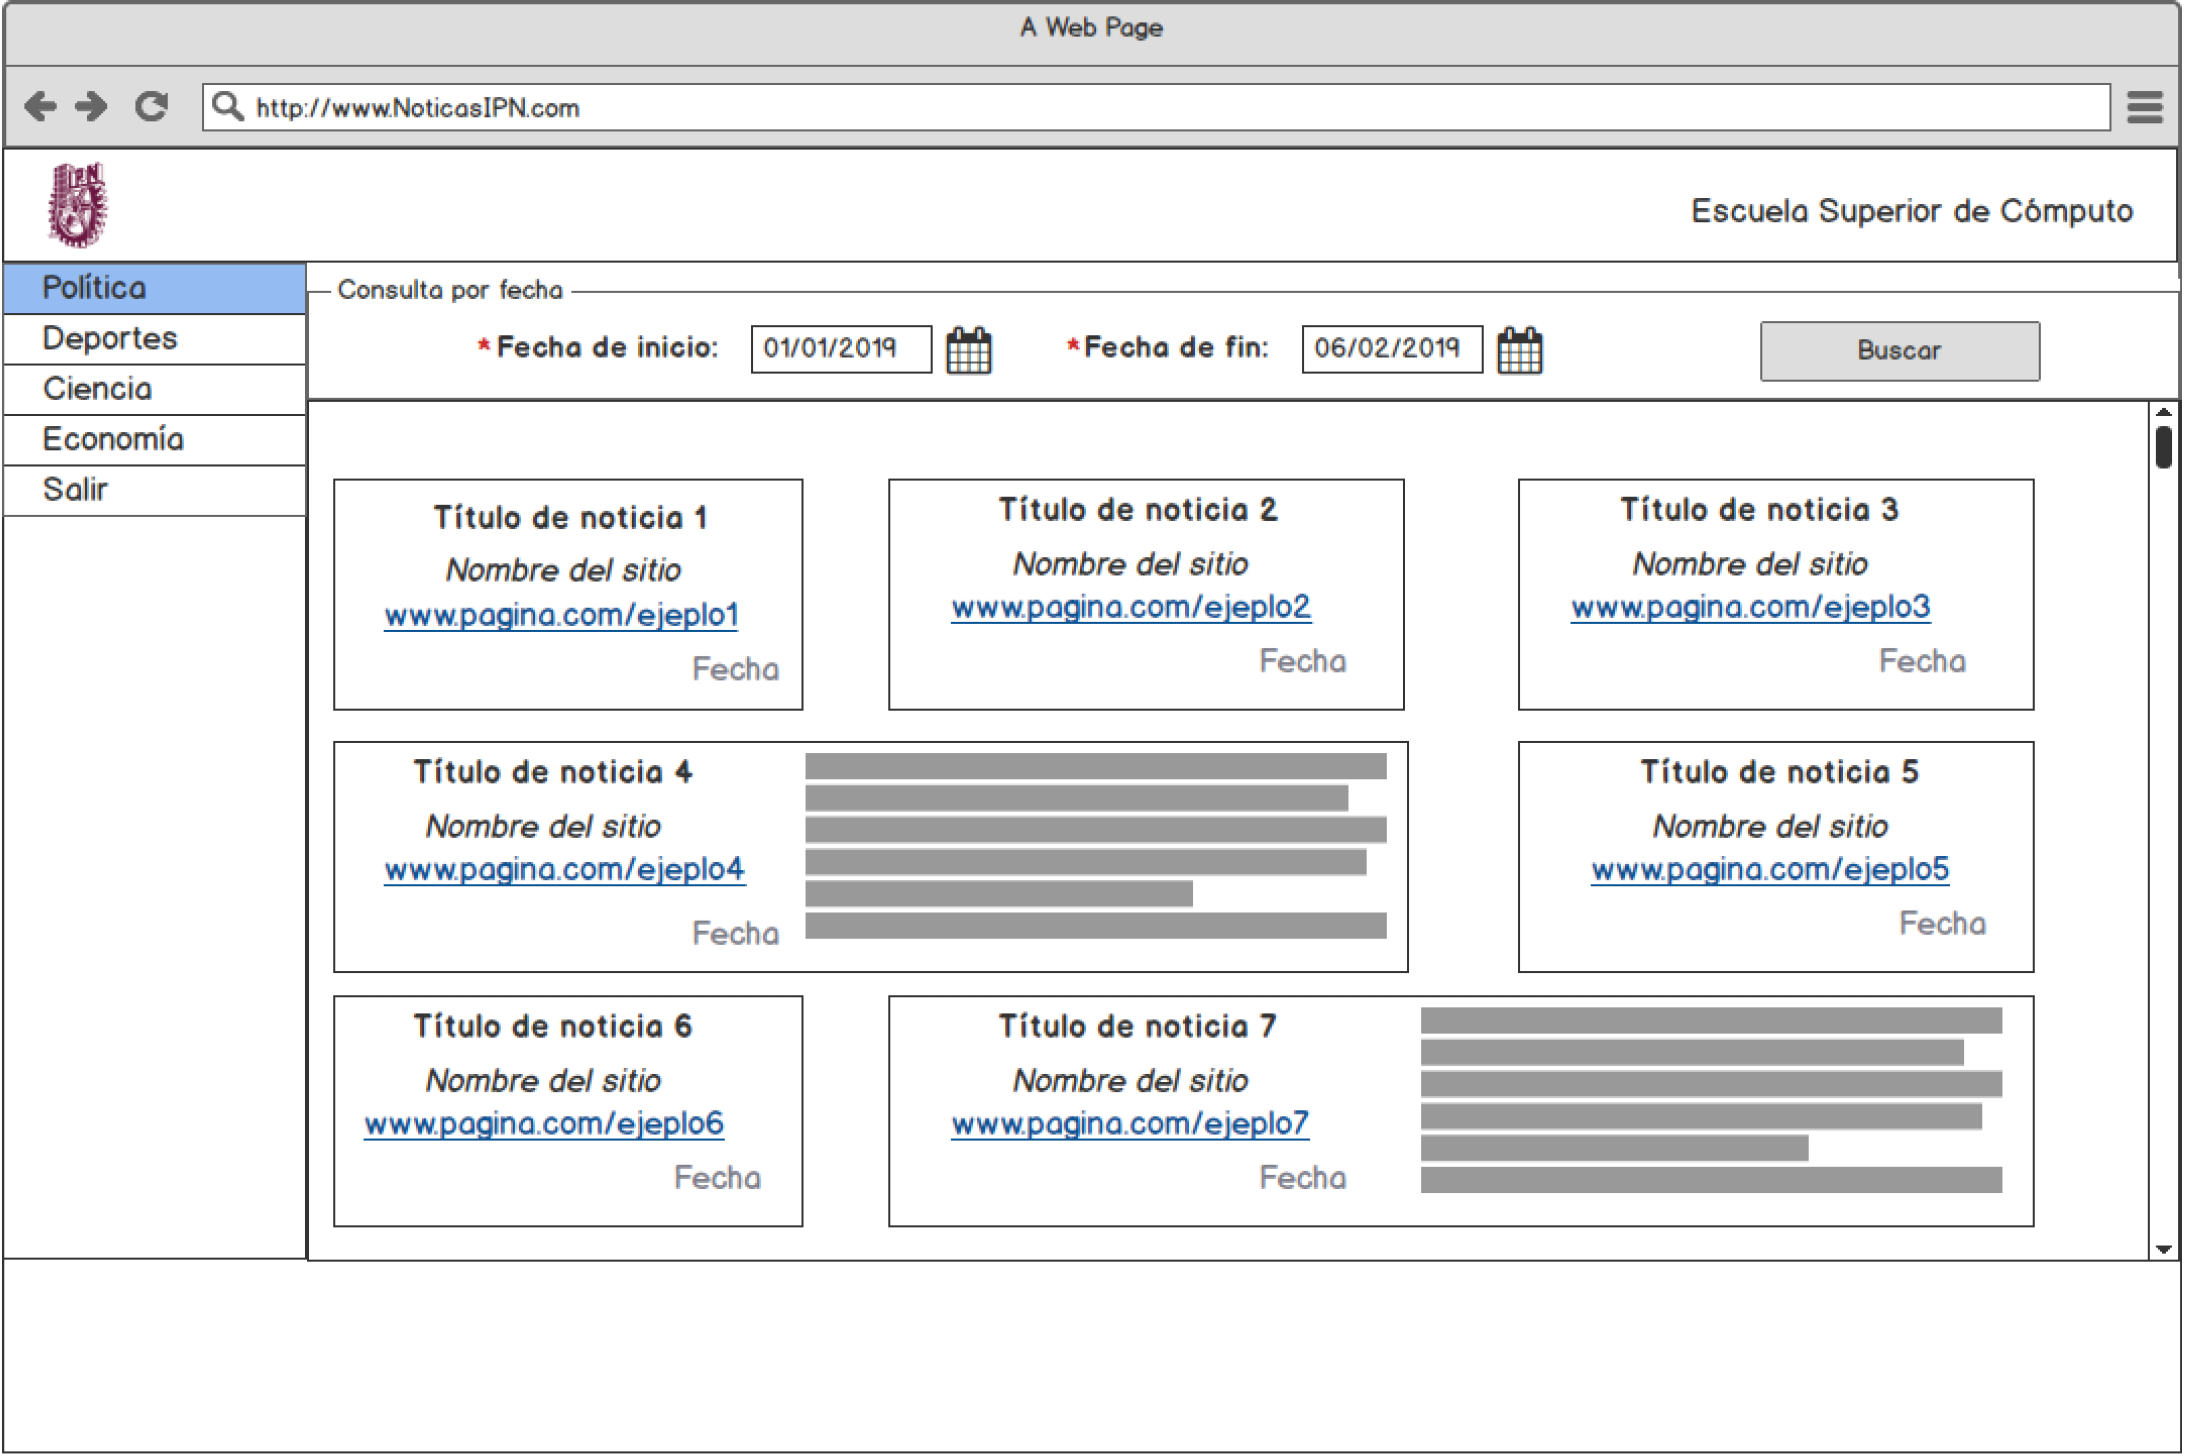 A Web Page
http://www.NoticasIPN.com
IPN
Escuela Superior de Cómputo
Política
Deportes
Ciencia
Economía
Salir
Consulta por fecha
*Fecha de inicio: 01/01/2019 *Fecha de fin: 06/02/2019 Buscar
Título de noticia 1
Nombre del sitio
www.pagina.com/ejeplo1
Fecha
Título de noticia 2
Nombre del sitio
www.pagina.com/ejeplo2
Fecha
Título de noticia 3
Nombre del sitio
www.pagina.com/ejeplo3
Fecha
Título de noticia 4
Nombre del sitio
www.pagina.com/ejeplo4
Fecha
Título de noticia 5
Nombre del sitio
www.pagina.com/ejeplo5
Fecha
Título de noticia 6
Nombre del sitio
www.pagina.com/ejeplo6
Fecha
Título de noticia 7
Nombre del sitio
www.pagina.com/ejeplo7
Fecha